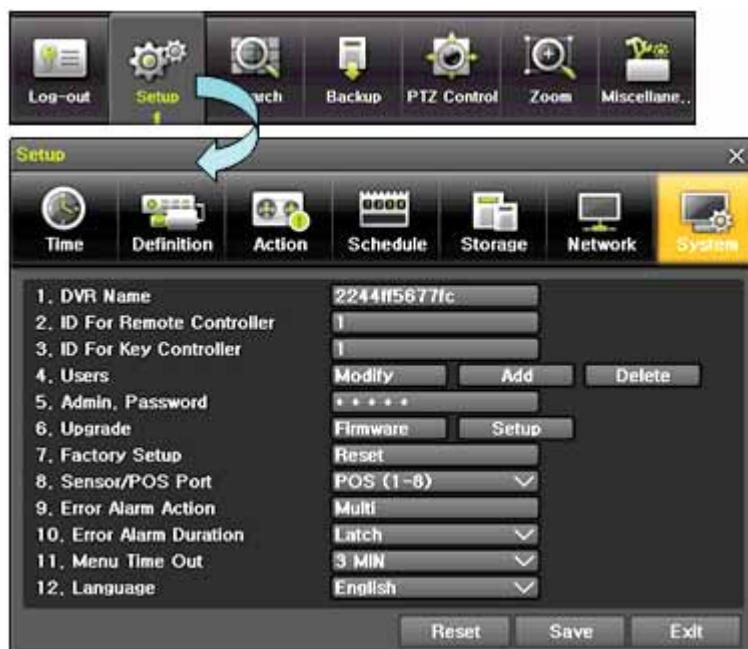 Log-out Setup arch Backup PTZ Control Zoom Miscellane..
Setup
Time Definition Action Schedule Storage Network System
1. DVR Name 2244ff5677fc
2. ID For Remote Controller 1
3. ID For Key Controller 1
4. Users Modify Add Delete
5. Admin. Password * * * * *
6. Upgrade Firmware Setup
7. Factory Setup Reset
8. Sensor/POS Port POS (1-8)
9. Error Alarm Action Multi
10. Error Alarm Duration Latch
11. Menu Time Out 3 MIN
12. Language English
Reset Save Exit